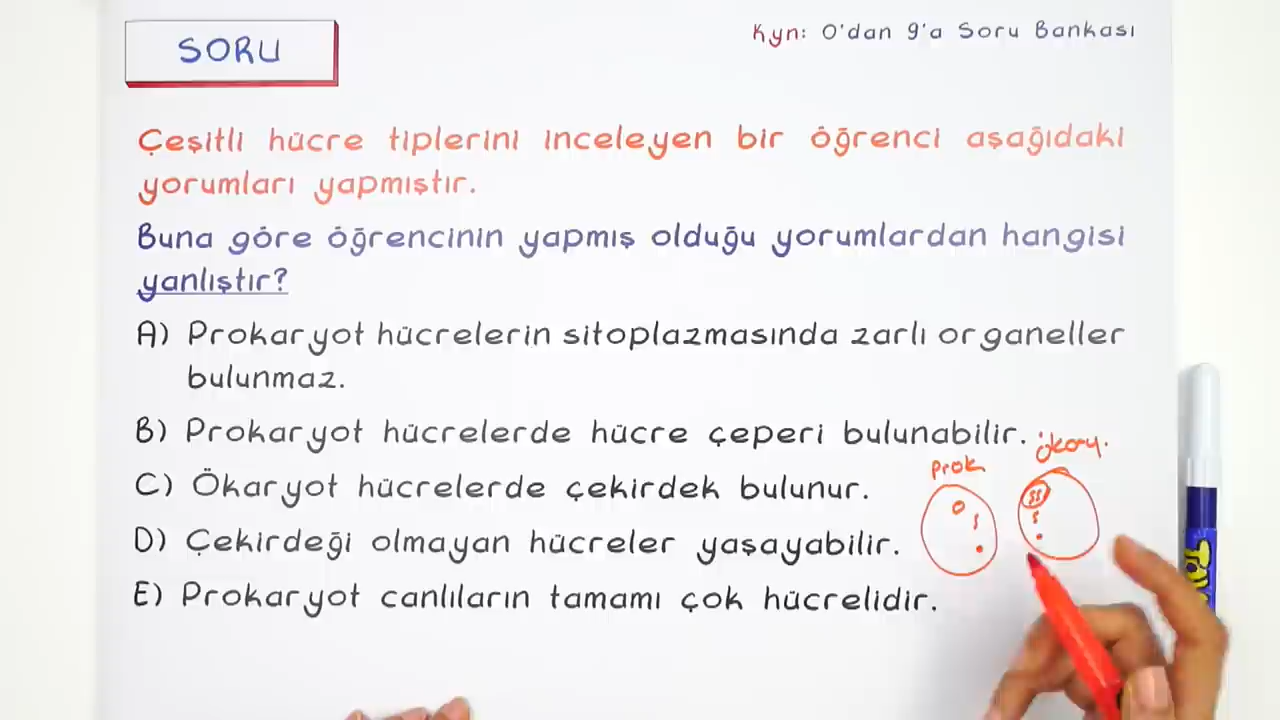 SORU
Kyn: 0'dan 9'a Soru Bankası
Çeşitli hücre tiplerini inceleyen bir öğrenci aşağıdaki
yorumları yapmıştır.
Buna göre öğrencinin yapmış olduğu yorumlardan hangisi
yanlıştır?
A) Prokaryot hücrelerin sitoplazmasında zarlı organeller
bulunmaz.
B) Prokaryot hücrelerde hücre çeperi bulunabilir.
ökary.
prok
C) Ökaryot hücrelerde çekirdek bulunur.
D) Çekirdeği olmayan hücreler yaşayabilir.
E) Prokaryot canlıların tamamı çok hücrelidir.